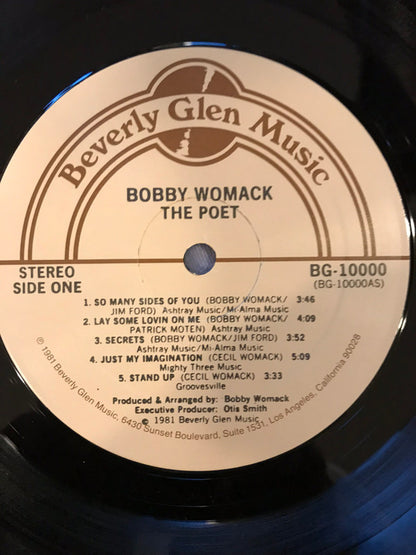 Beverly Glen Music
BOBBY WOMACK
THE POET
STEREO
SIDE ONE
BG-10000
(BG-10000AS)
1. SO MANY SIDES OF YOU (BOBBY WOMACK/ 3:46
JIM FORD) Ashtray Music/Mi Alma Music
2. LAY SOME LOVIN ON ME (BOBBY WOMACK/ 4:09
PATRICK MOTEN) Ashtray Music
3. SECRETS (BOBBY WOMACK/JIM FORD) 3:52
Ashtray Music/Mi Alma Music
4. JUST MY IMAGINATION (CECIL WOMACK) 5:09
Mighty Three Music
5. STAND UP (CECIL WOMACK) 3:33
Groovesville
Produced & Arranged by: Bobby Womack
Executive Producer: Otis Smith
℗ 1981 Beverly Glen Music
© 1981 Beverly Glen Music, 6430 Sunset Boulevard, Suite 1531, Los Angeles, California 90028